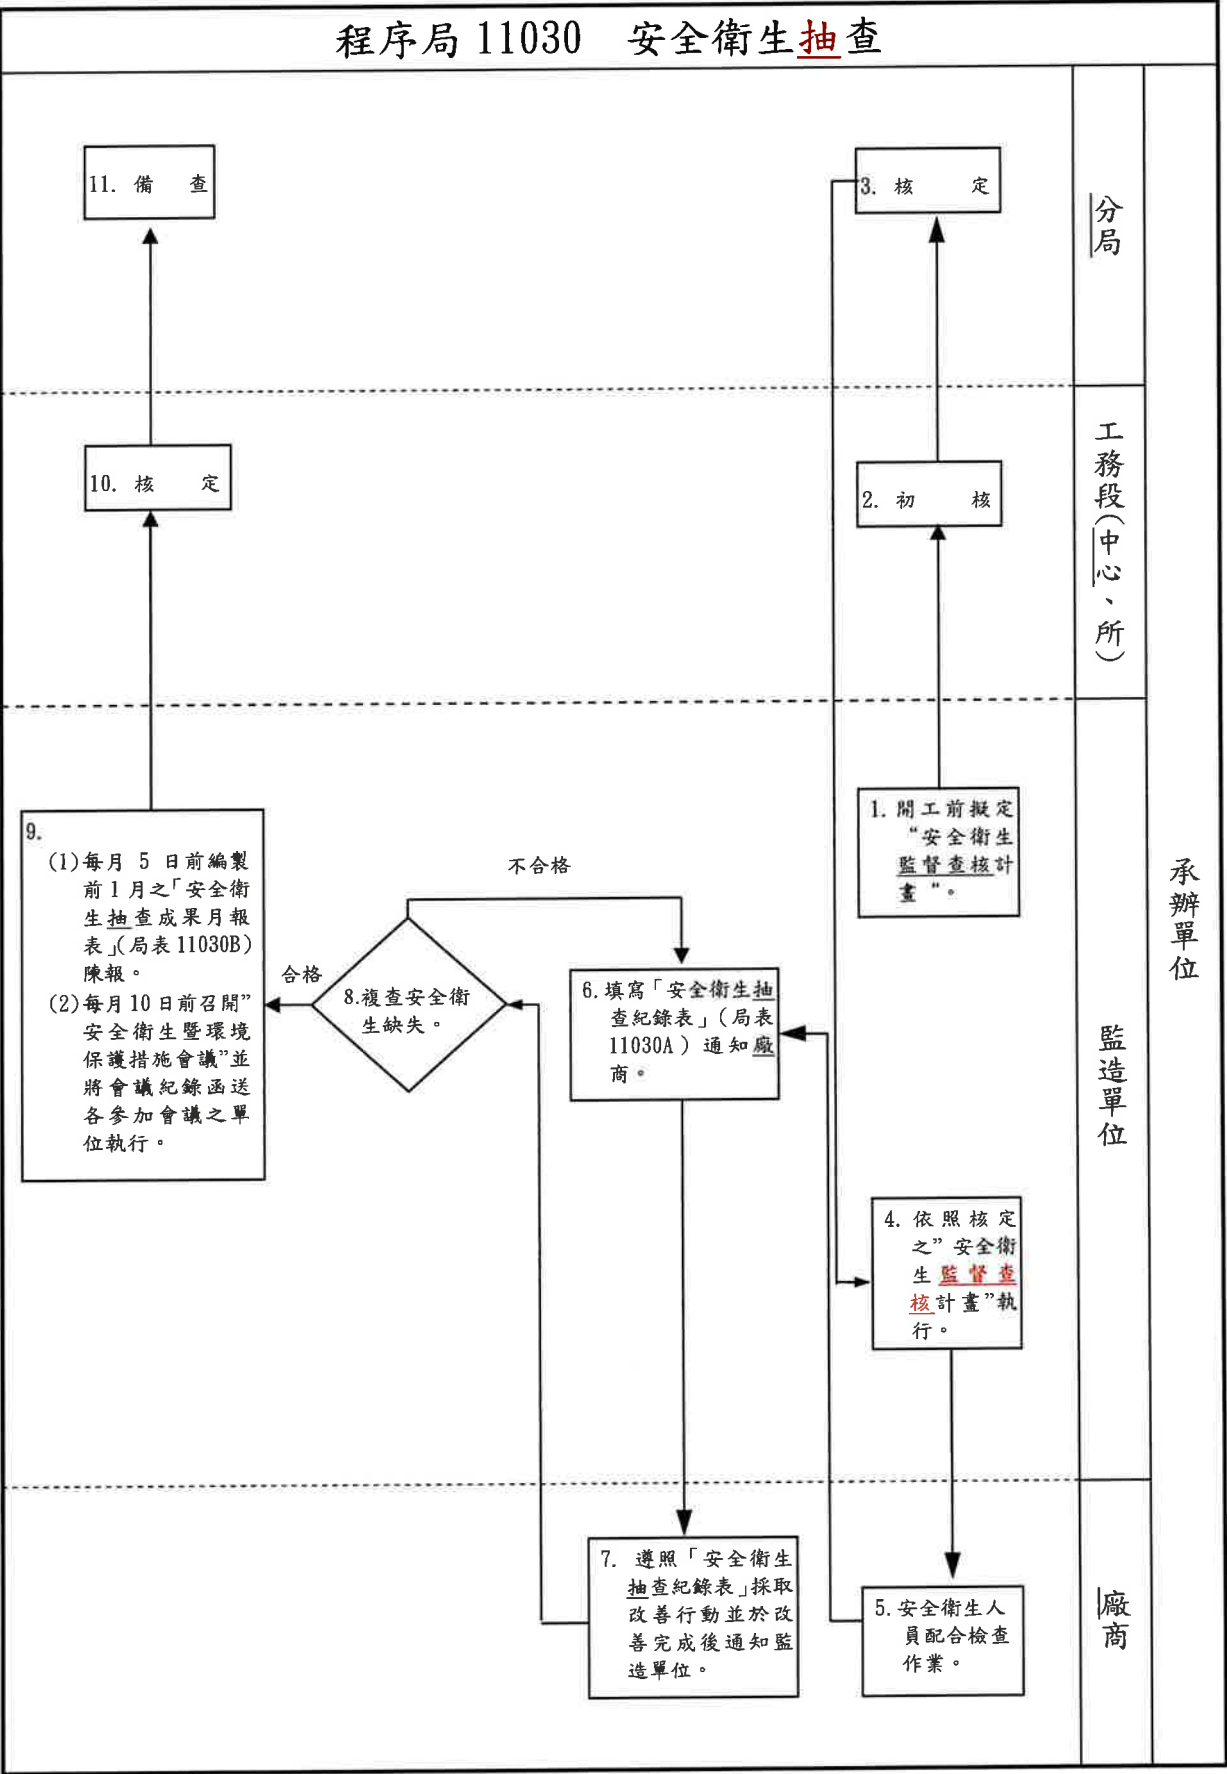 程序局 11030　安全衛生抽查
11. 備　查
3. 核　定
分局
10. 核　定
2. 初　核
工務段(中心、所)
1. 開工前擬定
“安全衛生
監督查核計
畫“。
9.
(1)每月 5 日前編製
前1月之「安全衛
生抽查成果月報
表」(局表11030B)
陳報。
(2)每月10日前召開”
安全衛生暨環境
保護措施會議”並
將會議紀錄函送
各參加會議之單
位執行。
不合格
合格
8.複查安全衛
生缺失。
6.填寫「安全衛生抽
查紀錄表」(局表
11030A)通知廠
商。
承辦單位
監造單位
4. 依照核定
之”安全衛
生監督查
核計畫”執
行。
7. 遵照「安全衛生
抽查紀錄表」採取
改善行動並於改
善完成後通知監
造單位。
5.安全衛生人
員配合檢查
作業。
廠商